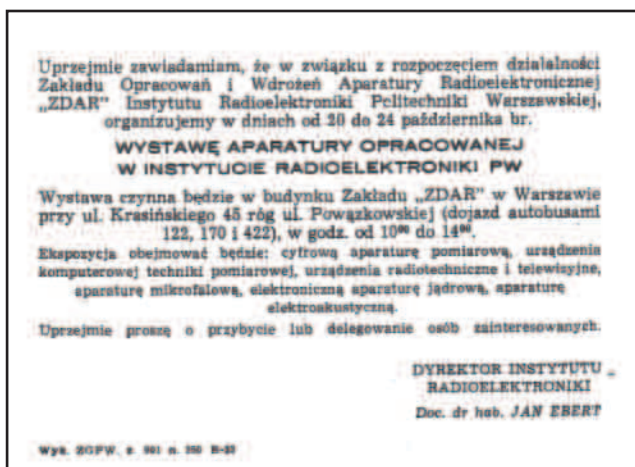 Uprzejmie zawiadamiam, że w związku z rozpoczęciem działalności
Zakładu Opracowań i Wdrożeń Aparatury Radioelektronicznej
„ZDAR" Instytutu Radioelektroniki Politechniki Warszawskiej,
organizujemy w dniach od 20 do 24 października br.
WYSTAWĘ APARATURY OPRACOWANEJ
W INSTYTUCIE RADIOELEKTRONIKI PW
Wystawa czynna będzie w budynku Zakładu „ZDAR" w Warszawie
przy ul. Krasińskiego 45 róg ul. Powązkowskiej (dojazd autobusami
122, 170 i 422), w godz. od 10⁰⁰ do 14⁰⁰.
Ekspozycja obejmować będzie: cyfrową aparaturę pomiarową, urządzenia
komputerowej techniki pomiarowej, urządzenia radiotechniczne i telewizyjne,
aparaturę mikrofalową, elektroniczną aparaturę jądrową, aparaturę
elektroakustyczną.
Uprzejmie proszę o przybycie lub delegowanie osób zainteresowanych.
DYREKTOR INSTYTUTU
RADIOELEKTRONIKI
Doc. dr hab. JAN EBERT
Wyk. ZGPW, z. n.